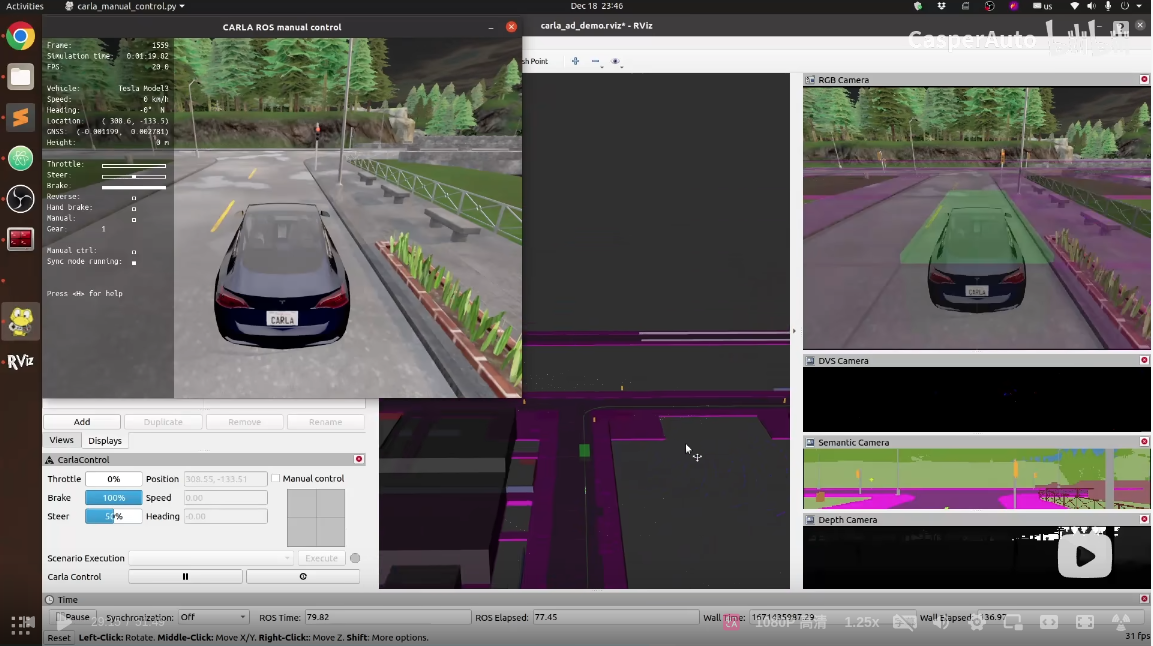 Activities
carla_manual_control.py
Dec 18 23:46
us
CARLA ROS manual control
carla_ad_demo.rviz* - RViz
CasperAuto
Frame: 1559
Simulation time: 0:01:19.82
FPS: 20.0
Vehicle: Tesla Model3
Speed: 0 km/h
Heading: -0° N
Location: ( 308.6, -133.5)
GNSS: (-0.001199, 0.002781)
Height: 0 m
Throttle:
Steer:
Brake:
Reverse:
Hand brake:
Manual:
Gear: 1
Manual ctrl:
Sync mode running:
Press <H> for help
CARLA
sh Point
RGB Camera
CARLA
DVS Camera
Semantic Camera
Depth Camera
RViz
Add Duplicate Remove Rename
Views Displays
CarlaControl
Throttle 0% Position 308.55, -133.51 Manual control
Brake 100% Speed 0.00
Steer 50% Heading -0.00
Scenario Execution Execute
Carla Control
Time
Pause Synchronization: Off ROS Time: 79.82 ROS Elapsed: 77.45 Wall Time: 1671435987.29 Wall Elapsed: 136.97
1080P 高清 1.25x
Reset Left-Click: Rotate. Middle-Click: Move X/Y. Right-Click: Move Z. Shift: More options. 31 fps